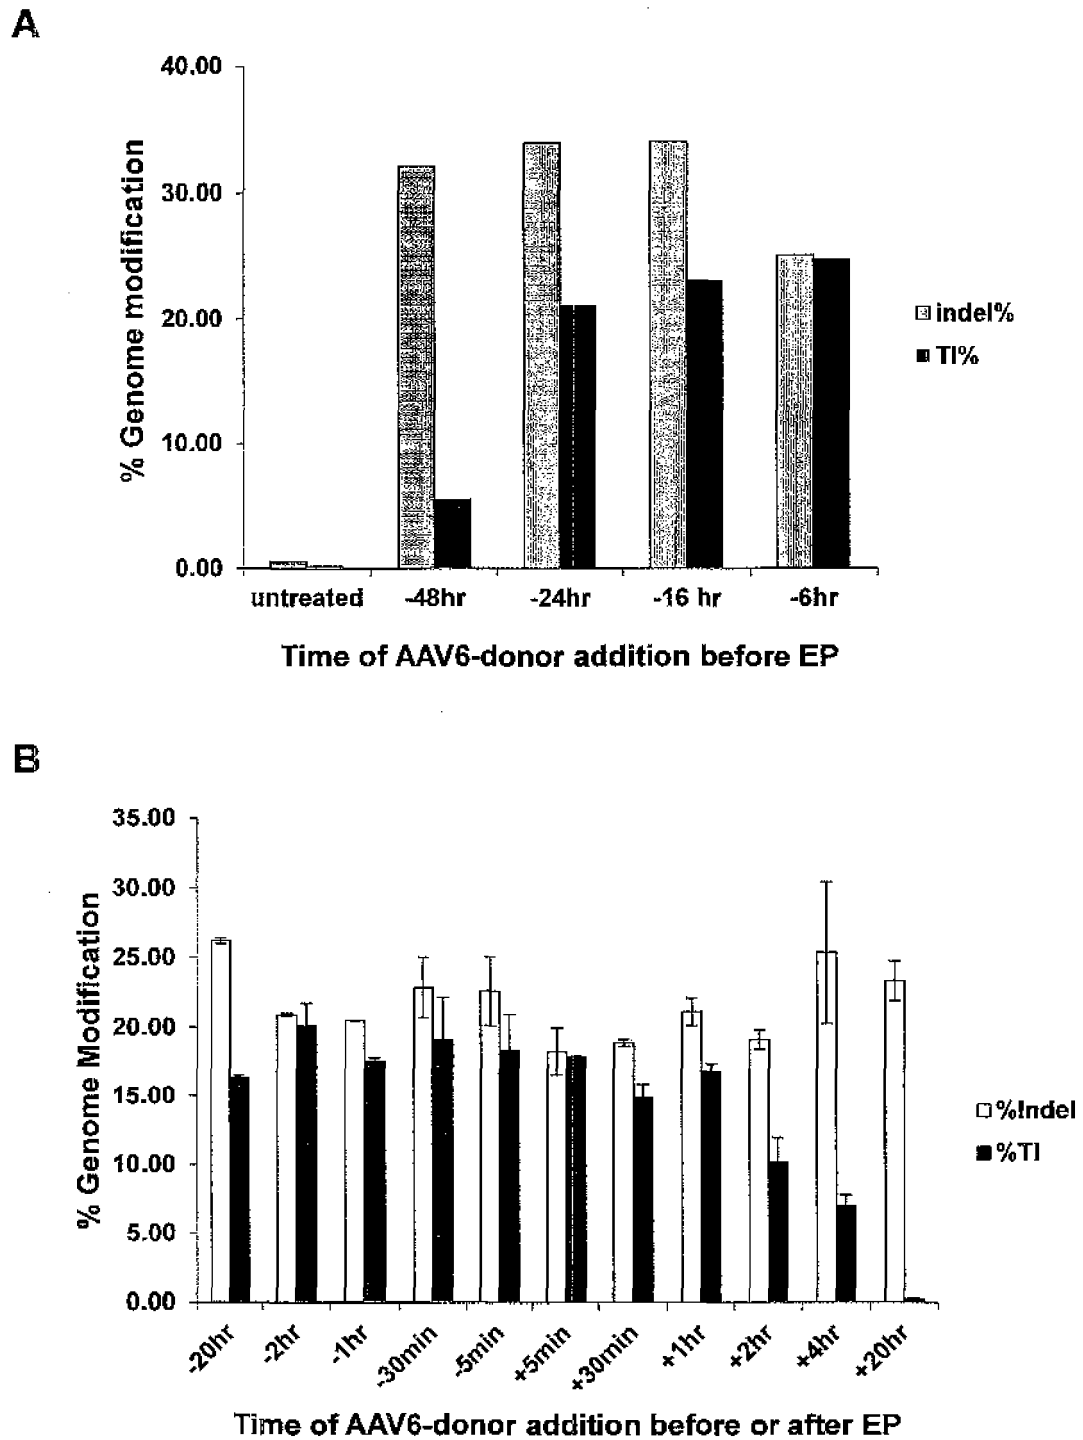 A
40.00
30.00
20.00
10.00
0.00
% Genome modification
indel%
TI%
untreated -48hr -24hr -16 hr -6hr
Time of AAV6-donor addition before EP
B
35.00
30.00
25.00
20.00
15.00
10.00
5.00
0.00
% Genome Modification
%Indel
%TI
-20hr -2hr -1hr -30min -5min +5min +30min +1hr +2hr +4hr +20hr
Time of AAV6-donor addition before or after EP